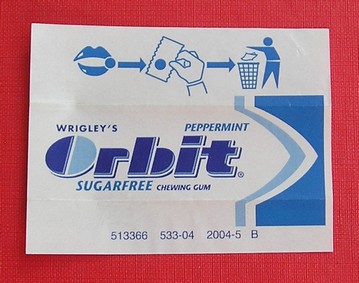 WRIGLEY'S PEPPERMINT
Orbit®
SUGARFREE CHEWING GUM
513366 533-04 2004-5 B